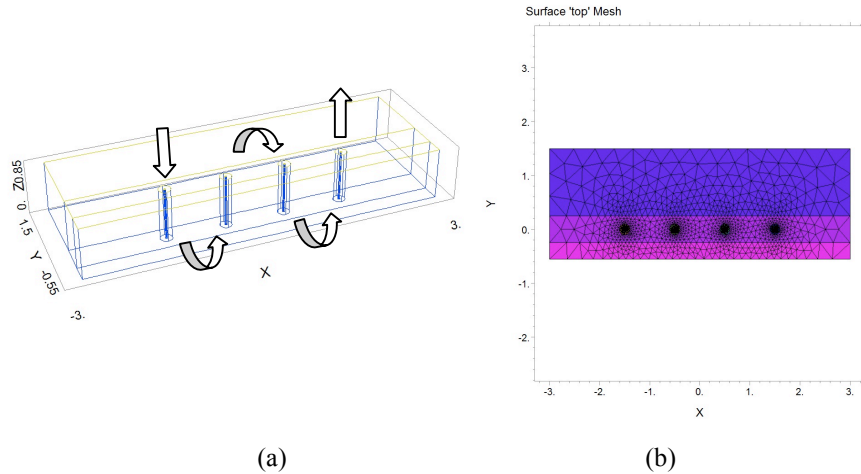 Surface 'top' Mesh
Z0.85
0.
1.5
Y
-0.55
-3.
X
3.
3.
2.
1.
0.
-1.
-2.
Y
-3.
-2.
-1.
0.
1.
2.
3.
X
(a)
(b)